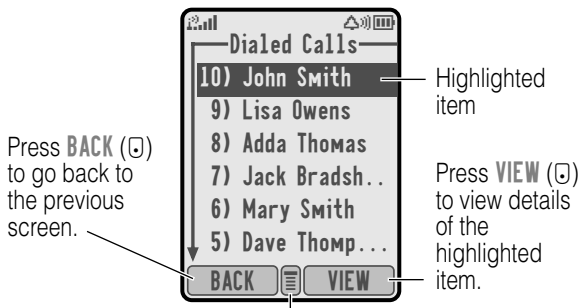 Dialed Calls
10) John Smith
9) Lisa Owens
8) Adda Thomas
7) Jack Bradsh..
6) Mary Smith
5) Dave Thomp...
BACK VIEW
Highlighted
item
Press BACK ( )
to go back to
the previous
screen.
Press VIEW ( )
to view details
of the
highlighted
item.